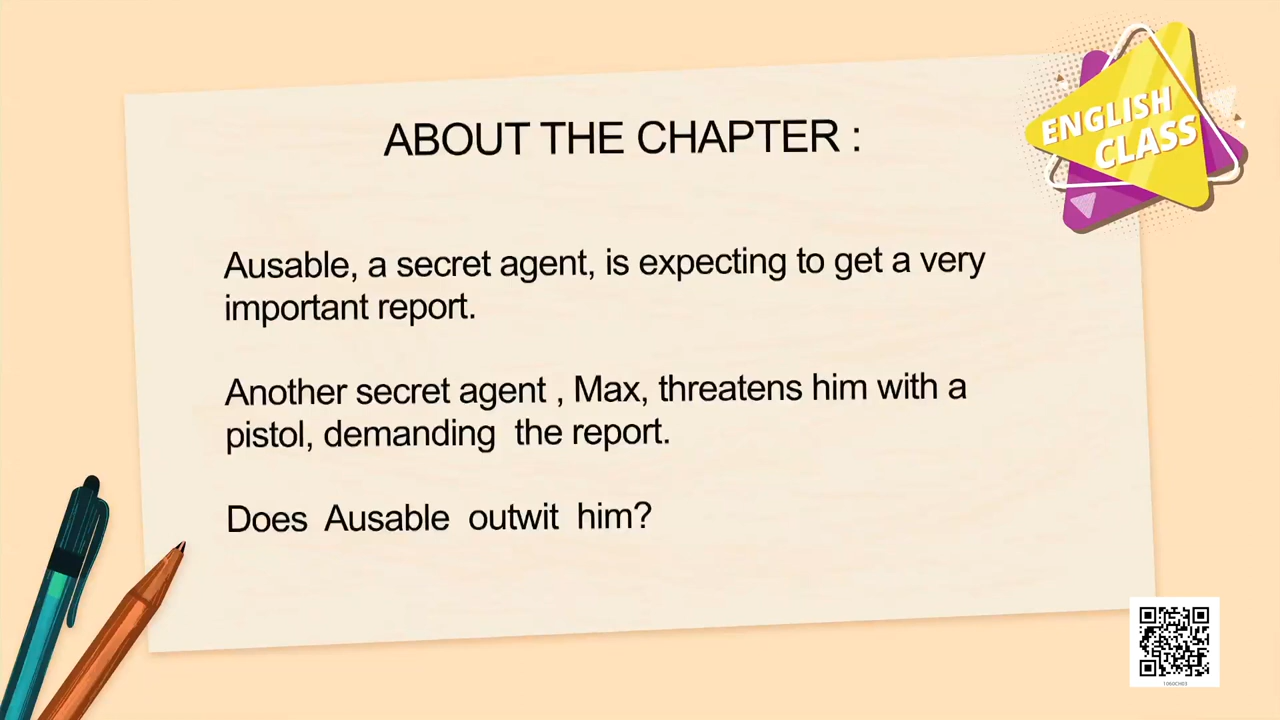 ENGLISH
CLASS
ABOUT THE CHAPTER :
Ausable, a secret agent, is expecting to get a very
important report.
Another secret agent , Max, threatens him with a
pistol, demanding the report.
Does Ausable outwit him?
1060CH03